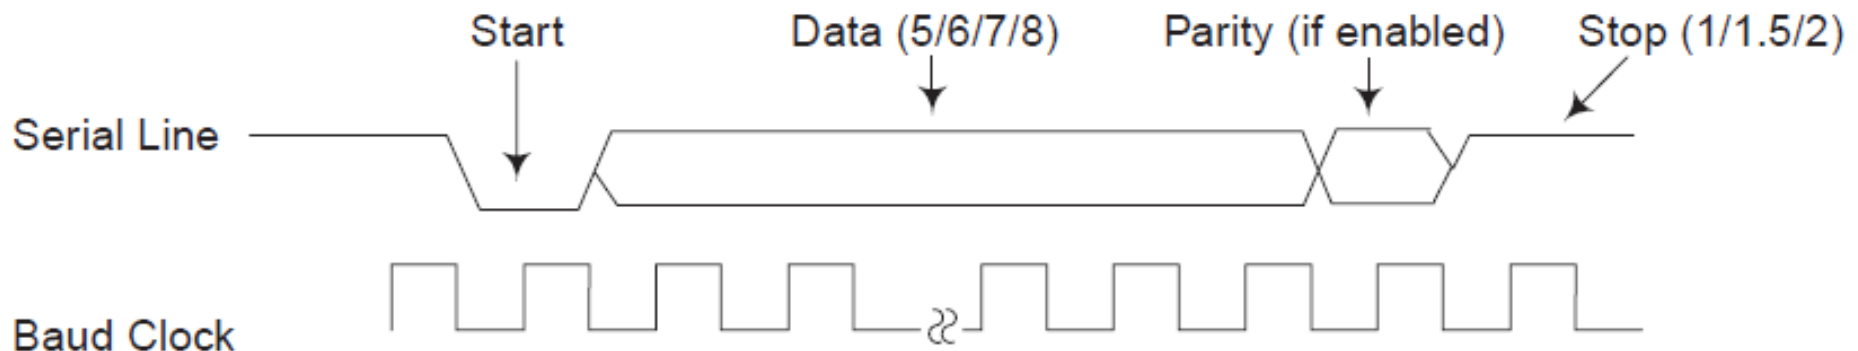 Start
Data (5/6/7/8)
Parity (if enabled)
Stop (1/1.5/2)
Serial Line
Baud Clock